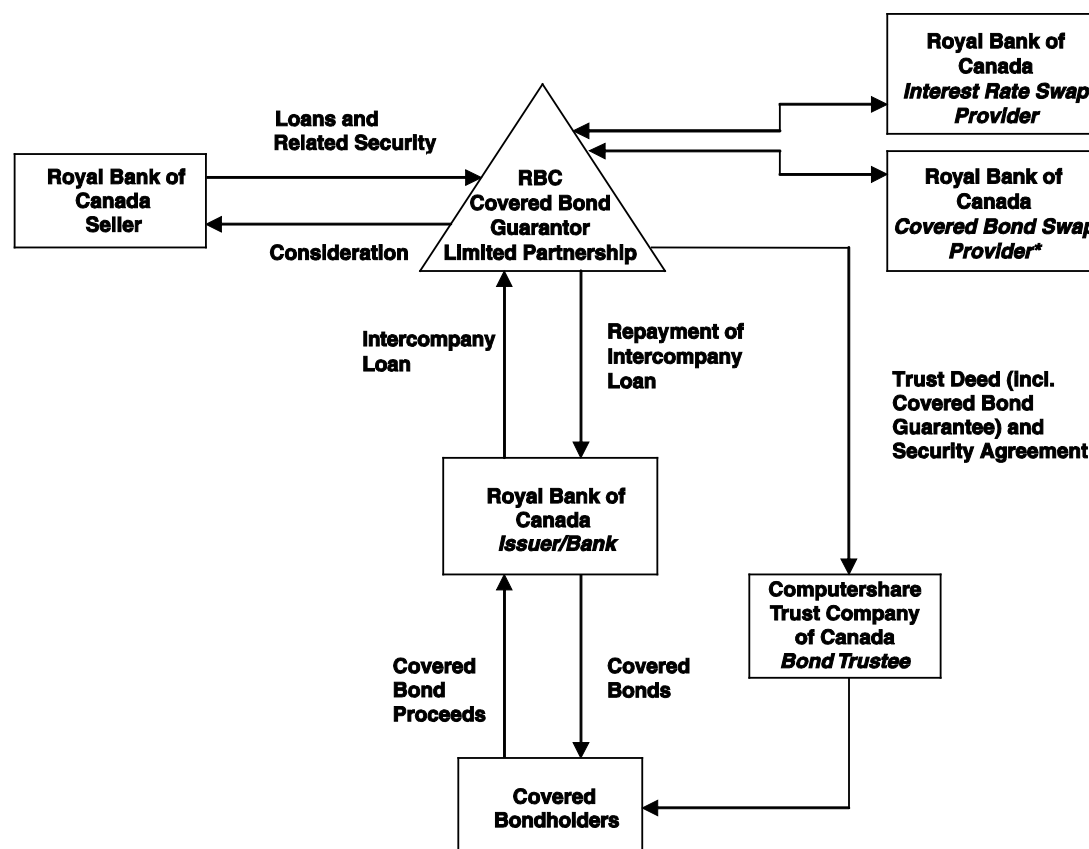 Royal Bank of
Canada
Interest Rate Swap
Provider
Loans and
Related Security
Royal Bank of
Canada
Seller
RBC
Covered Bond
Guarantor
Limited Partnership
Royal Bank of
Canada
Covered Bond Swap
Provider*
Consideration
Intercompany
Loan
Repayment of
Intercompany
Loan
Trust Deed (incl.
Covered Bond
Guarantee) and
Security Agreement
Royal Bank of
Canada
Issuer/Bank
Computershare
Trust Company
of Canada
Bond Trustee
Covered
Bond
Proceeds
Covered
Bonds
Covered
Bondholders